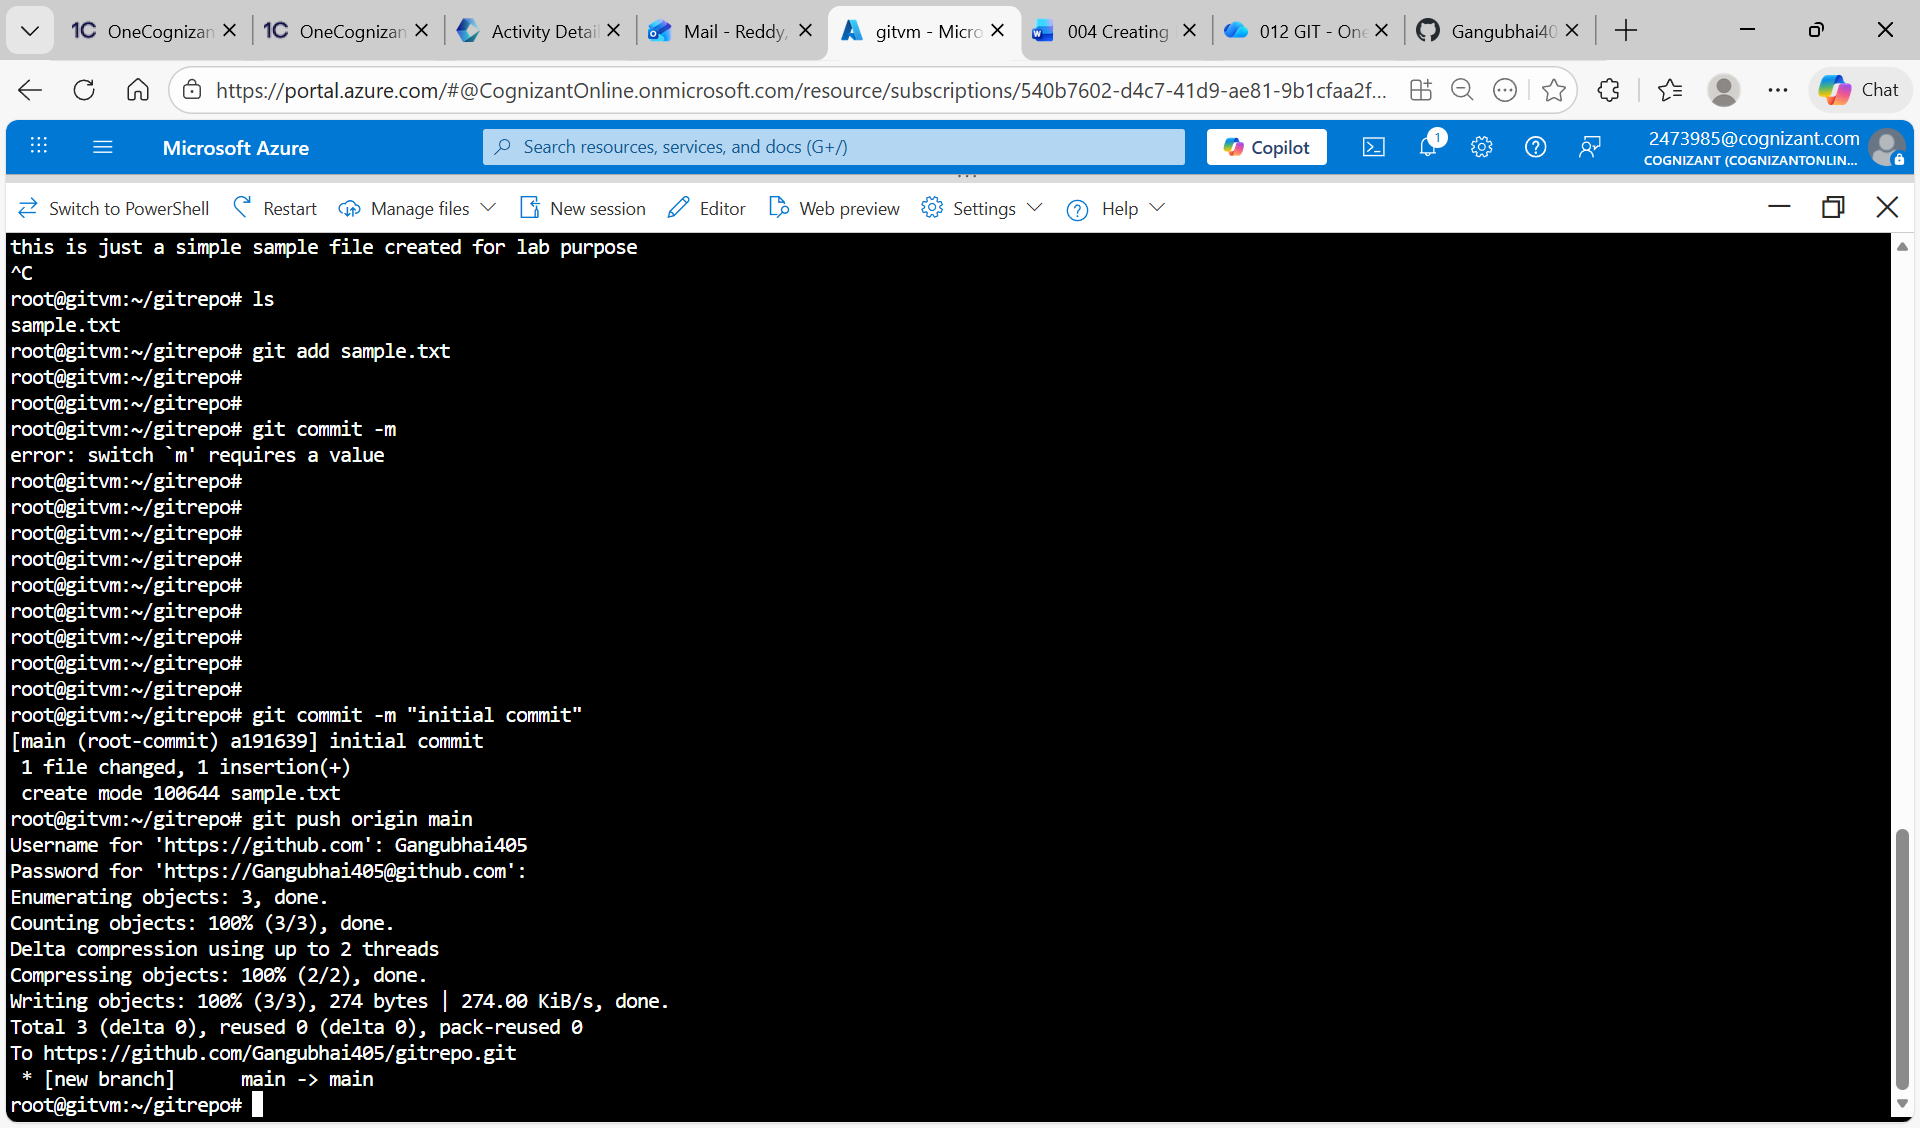 OneCognizan
OneCognizan
Activity Detail
Mail - Reddy,
gitvm - Micro
004 Creating
012 GIT - One
Gangubhai40
https://portal.azure.com/#@CognizantOnline.onmicrosoft.com/resource/subscriptions/540b7602-d4c7-41d9-ae81-9b1cfaa2f...
Chat
Microsoft Azure
Search resources, services, and docs (G+/)
Copilot
1
2473985@cognizant.com
COGNIZANT (COGNIZANTONLIN...
Switch to PowerShell
Restart
Manage files
New session
Editor
Web preview
Settings
Help
this is just a simple sample file created for lab purpose
^C
root@gitvm:~/gitrepo# ls
sample.txt
root@gitvm:~/gitrepo# git add sample.txt
root@gitvm:~/gitrepo#
root@gitvm:~/gitrepo#
root@gitvm:~/gitrepo# git commit -m
error: switch `m' requires a value
root@gitvm:~/gitrepo#
root@gitvm:~/gitrepo#
root@gitvm:~/gitrepo#
root@gitvm:~/gitrepo#
root@gitvm:~/gitrepo#
root@gitvm:~/gitrepo#
root@gitvm:~/gitrepo#
root@gitvm:~/gitrepo#
root@gitvm:~/gitrepo#
root@gitvm:~/gitrepo# git commit -m "initial commit"
[main (root-commit) a191639] initial commit
1 file changed, 1 insertion(+)
create mode 100644 sample.txt
root@gitvm:~/gitrepo# git push origin main
Username for 'https://github.com': Gangubhai405
Password for 'https://Gangubhai405@github.com':
Enumerating objects: 3, done.
Counting objects: 100% (3/3), done.
Delta compression using up to 2 threads
Compressing objects: 100% (2/2), done.
Writing objects: 100% (3/3), 274 bytes | 274.00 KiB/s, done.
Total 3 (delta 0), reused 0 (delta 0), pack-reused 0
To https://github.com/Gangubhai405/gitrepo.git
* [new branch]      main -> main
root@gitvm:~/gitrepo#